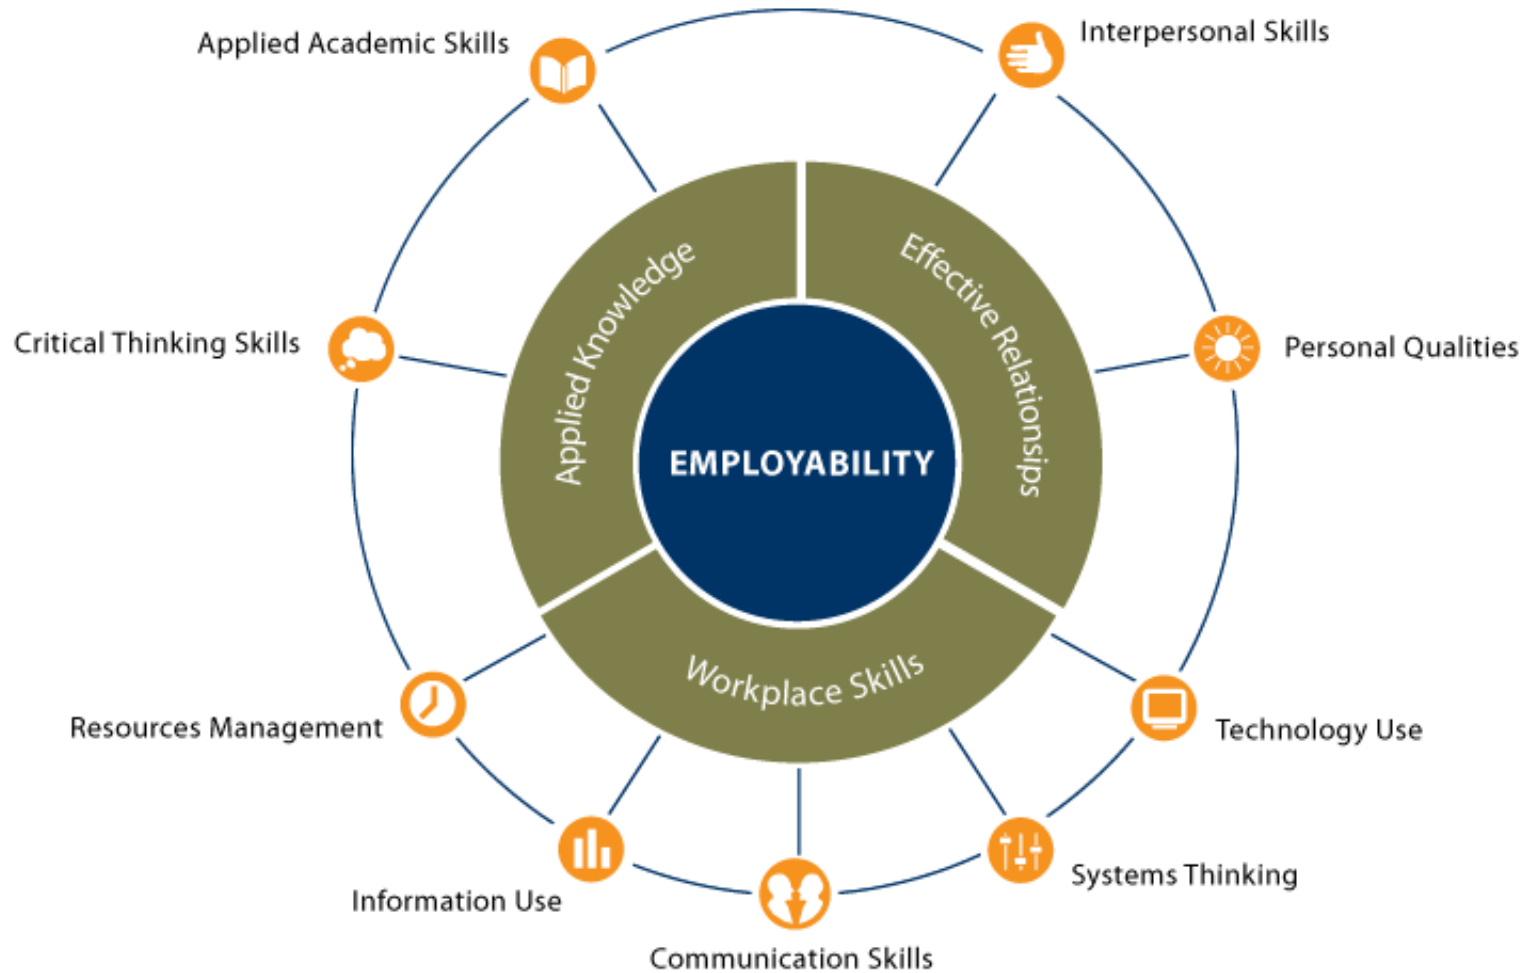 Applied Academic Skills
Interpersonal Skills
Applied Knowledge
Effective Relationsips
Critical Thinking Skills
Personal Qualities
EMPLOYABILITY
Workplace Skills
Resources Management
Technology Use
Information Use
Systems Thinking
Communication Skills